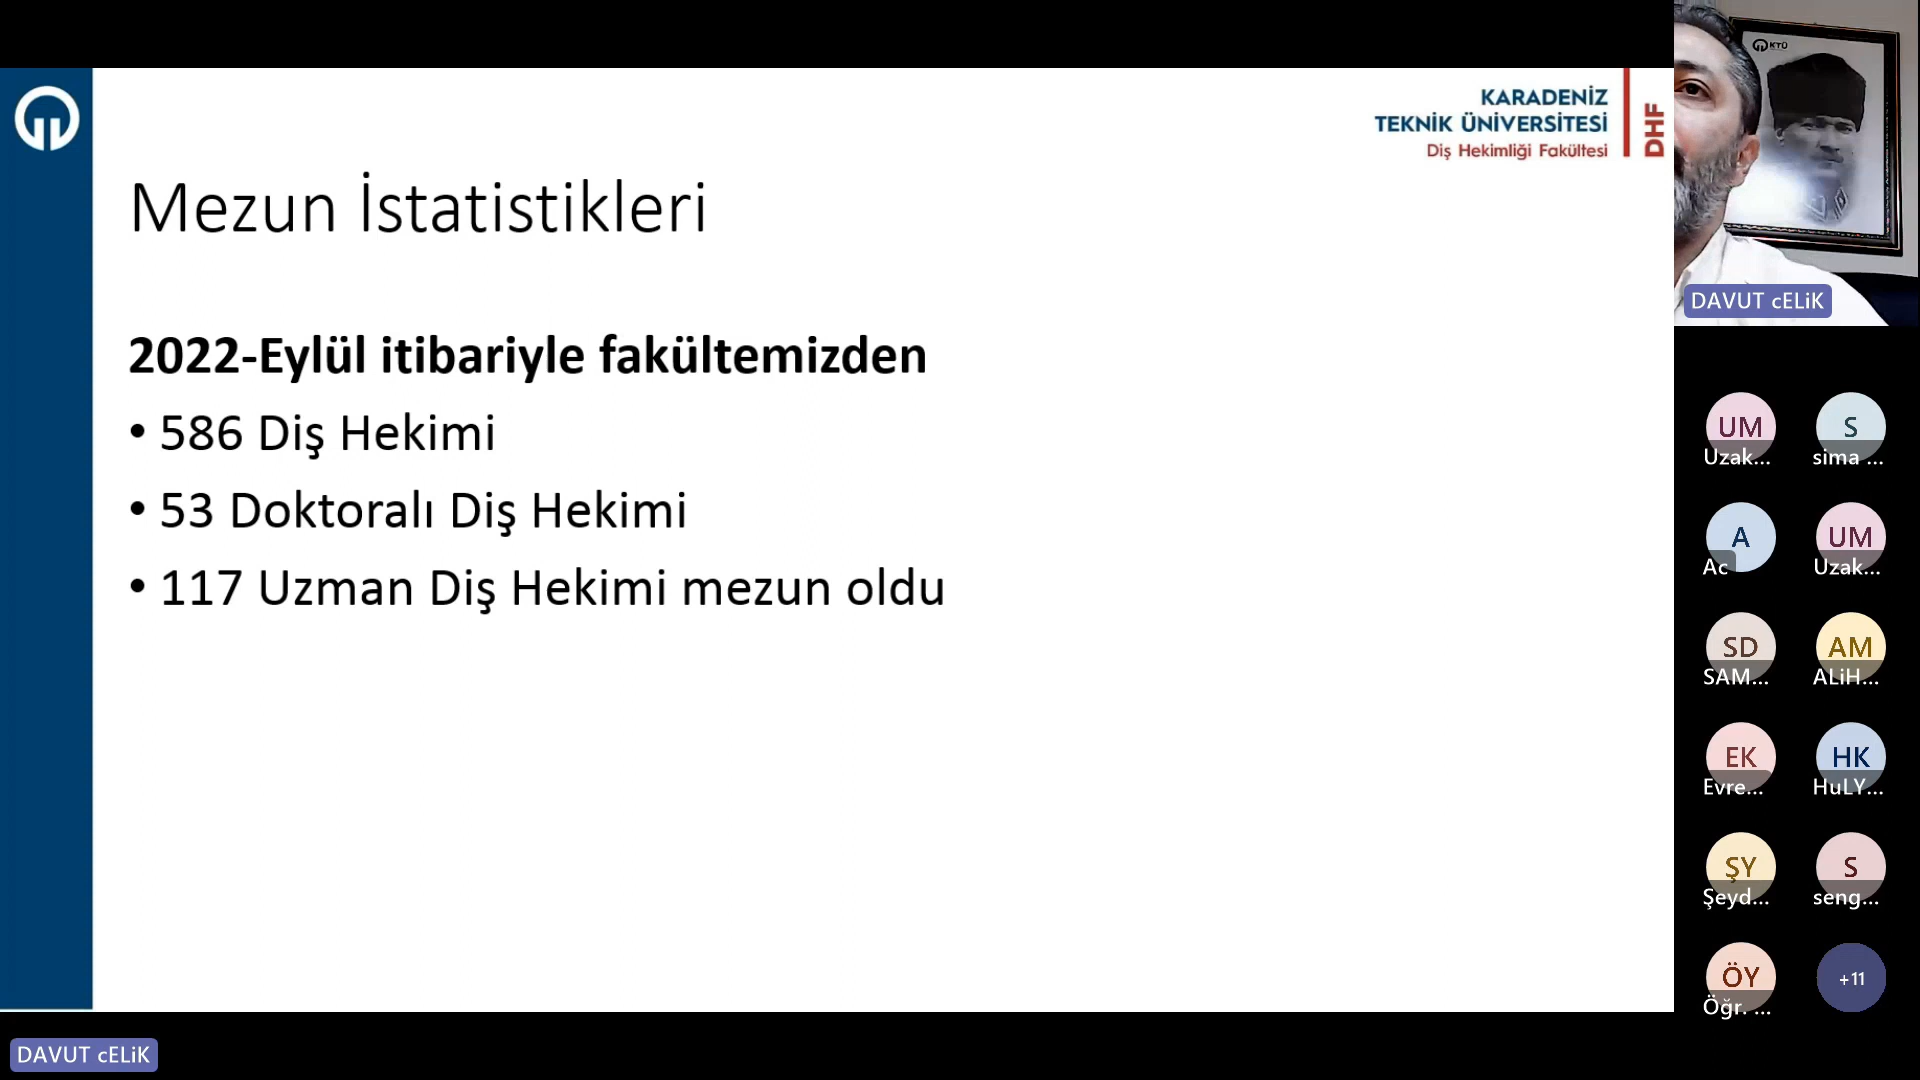 KARADENİZ
TEKNİK ÜNİVERSİTESİ
Diş Hekimliği Fakültesi
DHF
Mezun İstatistikleri
2022-Eylül itibariyle fakültemizden
• 586 Diş Hekimi
• 53 Doktoralı Diş Hekimi
• 117 Uzman Diş Hekimi mezun oldu
KTÜ
DAVUT cELiK
UM
Uzak...
S
sima ...
A
Ac
UM
Uzak...
SD
SAM...
AM
ALiH...
EK
Evre...
HK
HuLY...
ŞY
Şeyd...
S
seng...
ÖY
Öğr. ...
+11
DAVUT cELiK